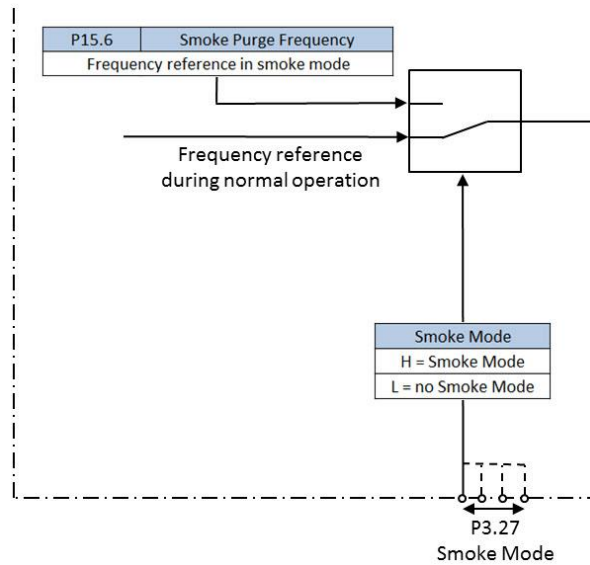 P15.6 Smoke Purge Frequency
Frequency reference in smoke mode
Frequency reference
during normal operation
Smoke Mode
H = Smoke Mode
L = no Smoke Mode
P3.27
Smoke Mode